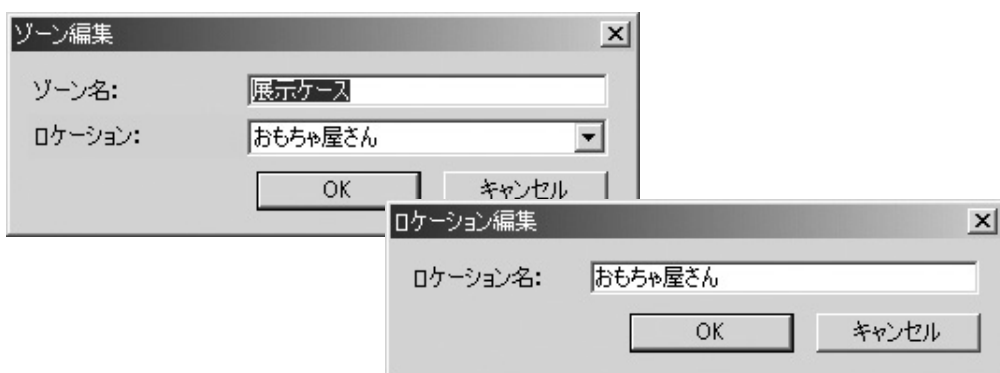 ゾーン編集
ゾーン名: 展示ケース
ロケーション: おもちゃ屋さん
OK キャンセル
ロケーション編集
ロケーション名: おもちゃ屋さん
OK キャンセル